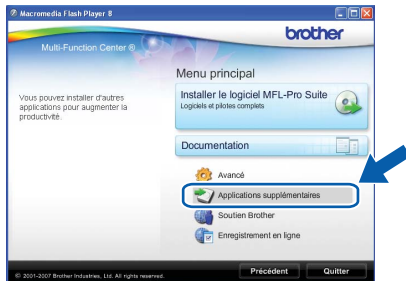 Macromedia Flash Player 8
brother
Multi-Function Center ®
Menu principal
Vous pouvez installer d'autres
applications pour augmenter la
productivité.
Installer le logiciel MFL-Pro Suite
Logiciels et pilotes complets
Documentation
Avancé
Applications supplémentaires
Soutien Brother
Enregistrement en ligne
© 2001-2007 Brother Industries, Ltd. All rights reserved.
Précédent
Quitter